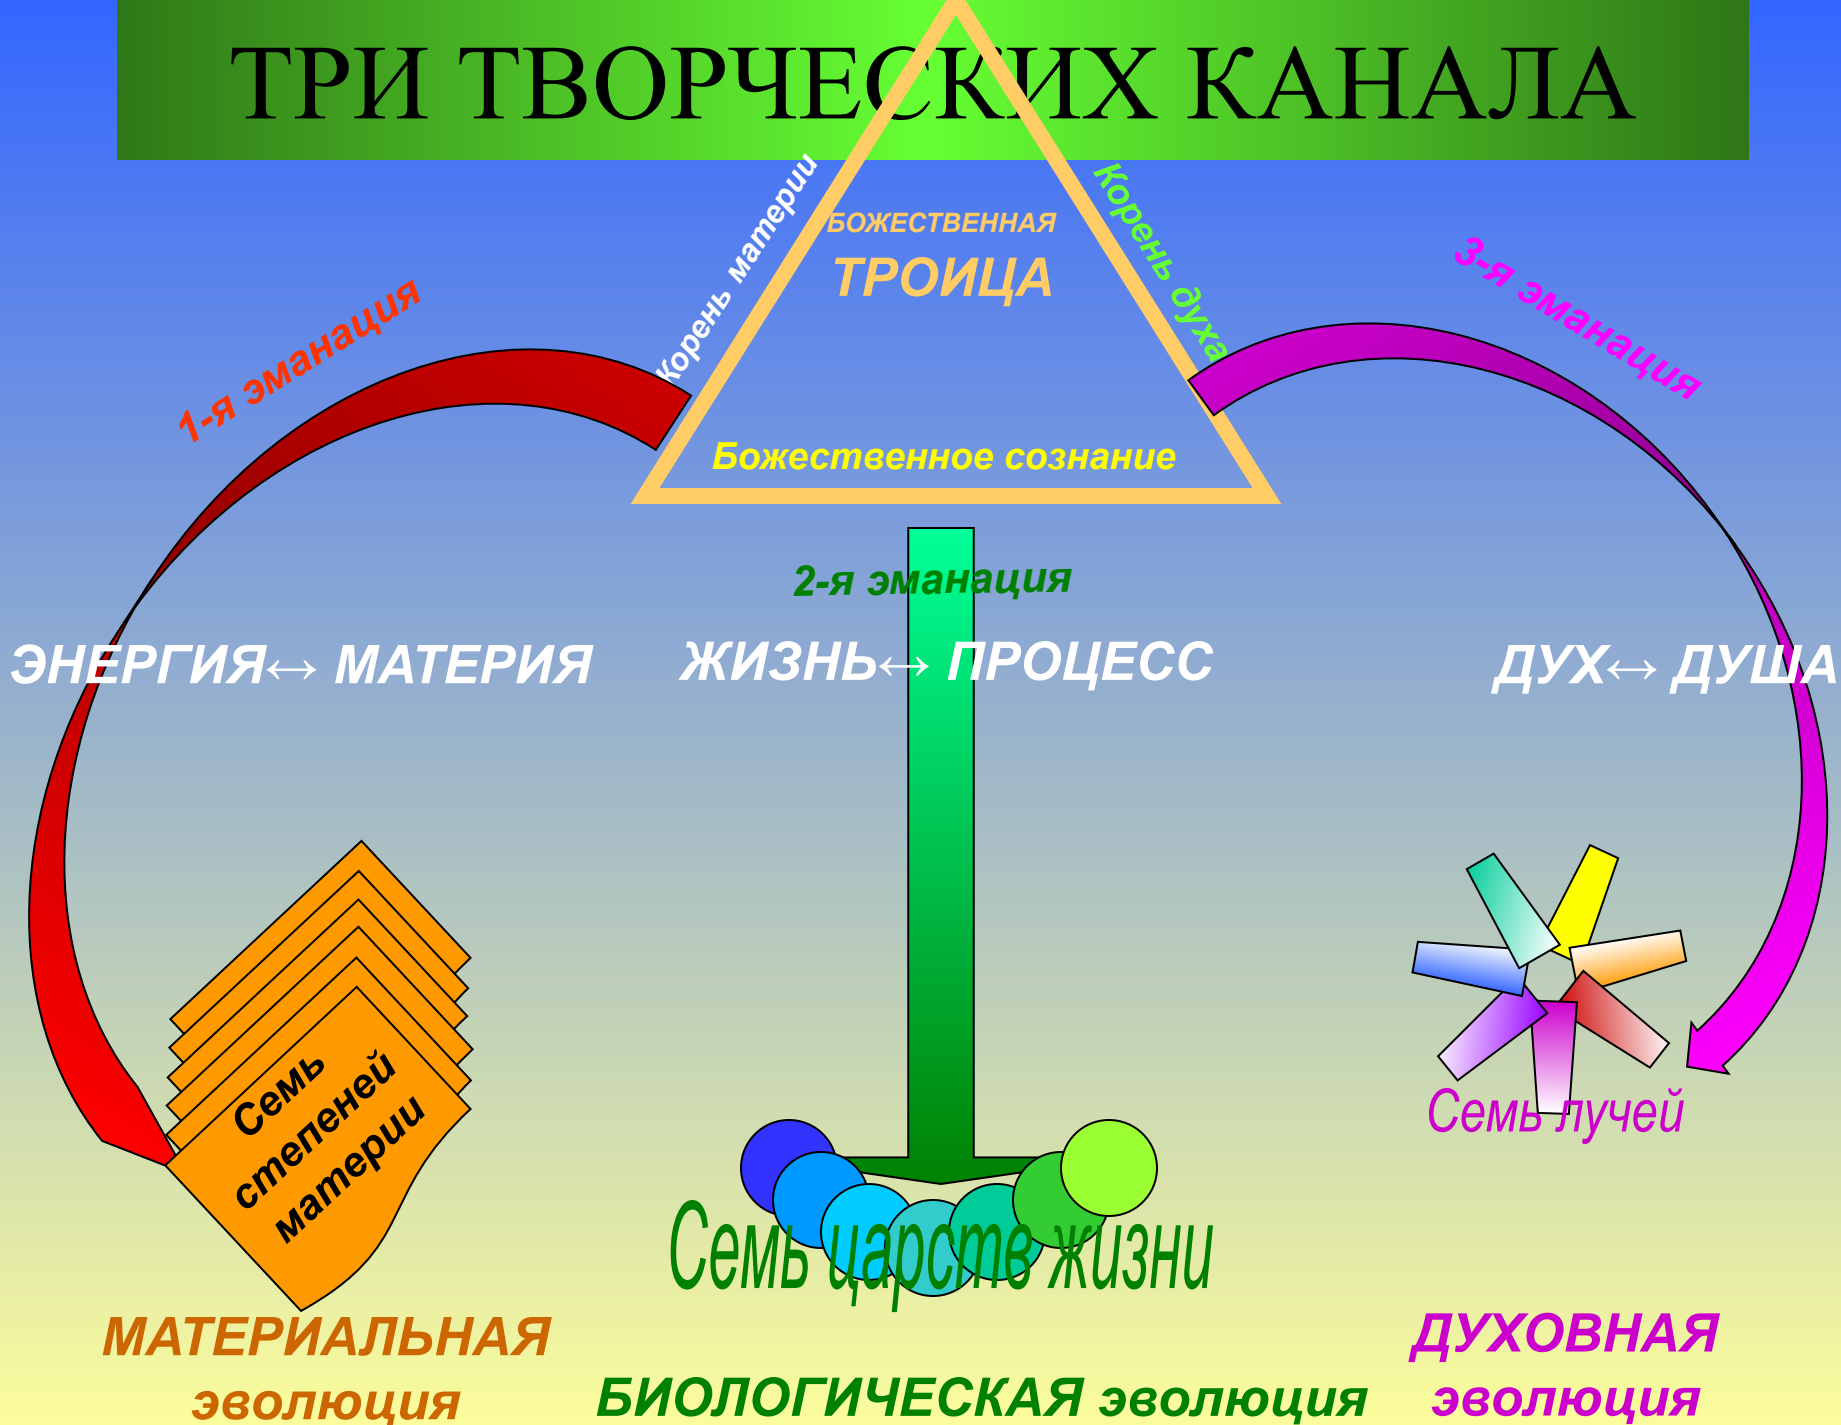 ТРИ ТВОРЧЕСКИХ КАНАЛА
Корень материи
БОЖЕСТВЕННАЯ
ТРОИЦА
Корень духа
Божественное сознание
1-я эманация
3-я эманация
2-я эманация
ЭНЕРГИЯ↔ МАТЕРИЯ
ЖИЗНЬ↔ ПРОЦЕСС
ДУХ↔ ДУША
Семь
степеней
материи
Семь царств жизни
Семь лучей
МАТЕРИАЛЬНАЯ
эволюция
БИОЛОГИЧЕСКАЯ эволюция
ДУХОВНАЯ
эволюция